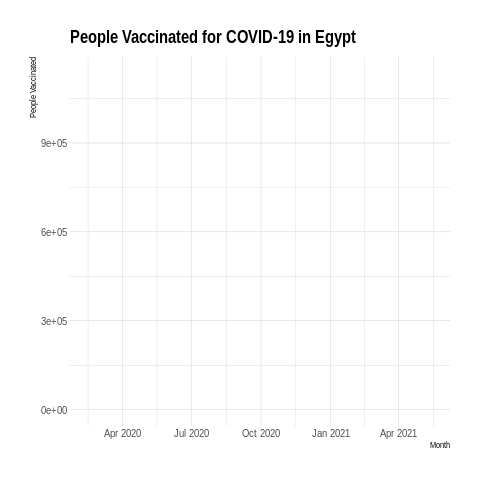 People Vaccinated for COVID-19 in Egypt
People Vaccinated
9e+05
6e+05
3e+05
0e+00
Apr 2020 Jul 2020 Oct 2020 Jan 2021 Apr 2021
Month